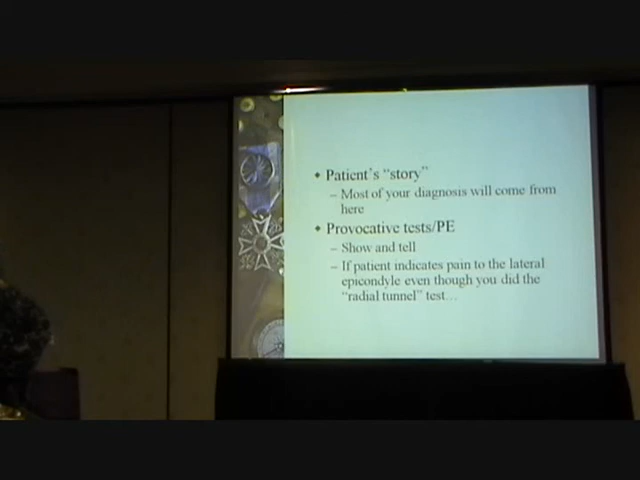 ♦ Patient's "story"
– Most of your diagnosis will come from
here
♦ Provocative tests/PE
– Show and tell
– If patient indicates pain to the lateral
epicondyle even though you did the
"radial tunnel" test…